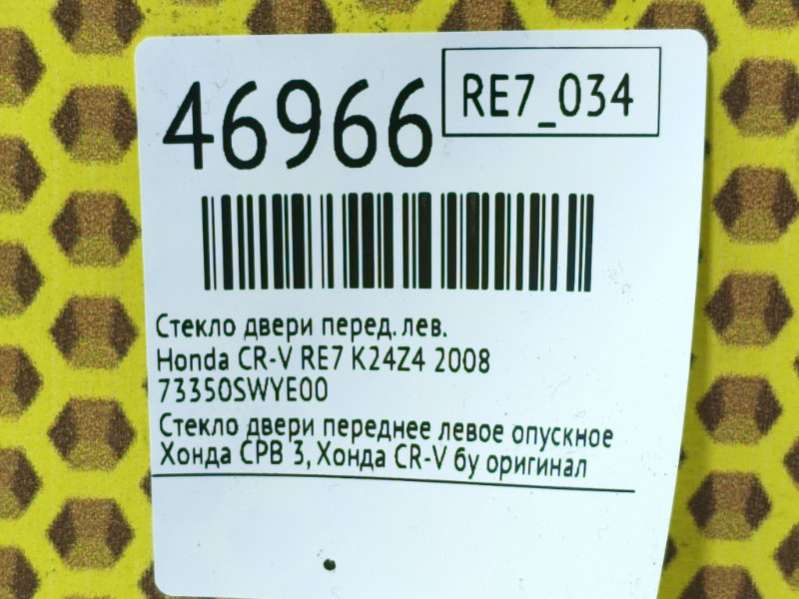 46966
RE7_034
Стекло двери перед. лев.
Honda CR-V RE7 K24Z4 2008
73350SWYE00
Стекло двери переднее левое опускное
Хонда СРВ 3, Хонда CR-V бу оригинал